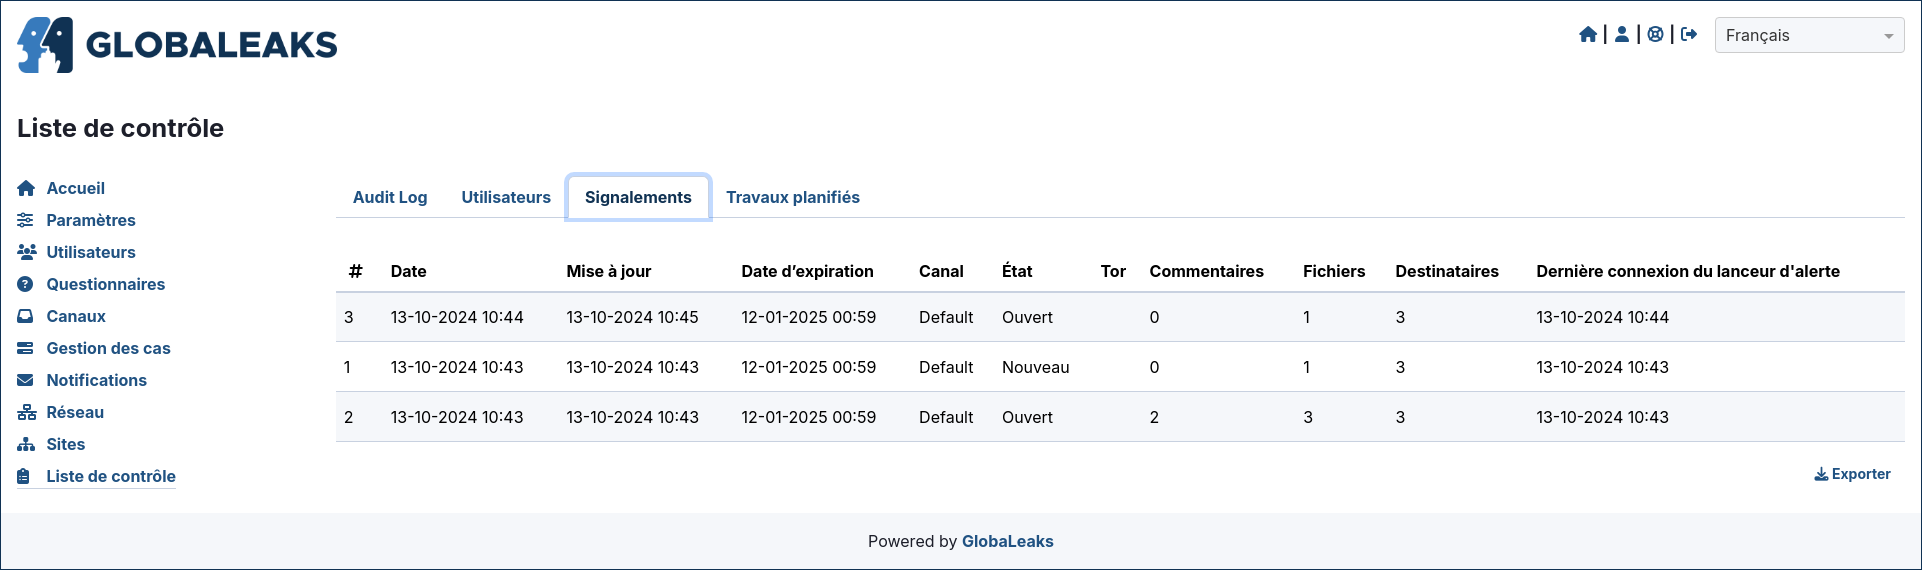 GLOBALEAKS
Français
Liste de contrôle
Accueil
Paramètres
Utilisateurs
Questionnaires
Canaux
Gestion des cas
Notifications
Réseau
Sites
Liste de contrôle
Audit Log Utilisateurs Signalements Travaux planifiés
# Date Mise à jour Date d’expiration Canal État Tor Commentaires Fichiers Destinataires Dernière connexion du lanceur d'alerte
3 13-10-2024 10:44 13-10-2024 10:45 12-01-2025 00:59 Default Ouvert 0 1 3 13-10-2024 10:44
1 13-10-2024 10:43 13-10-2024 10:43 12-01-2025 00:59 Default Nouveau 0 1 3 13-10-2024 10:43
2 13-10-2024 10:43 13-10-2024 10:43 12-01-2025 00:59 Default Ouvert 2 3 3 13-10-2024 10:43
Exporter
Powered by GlobaLeaks